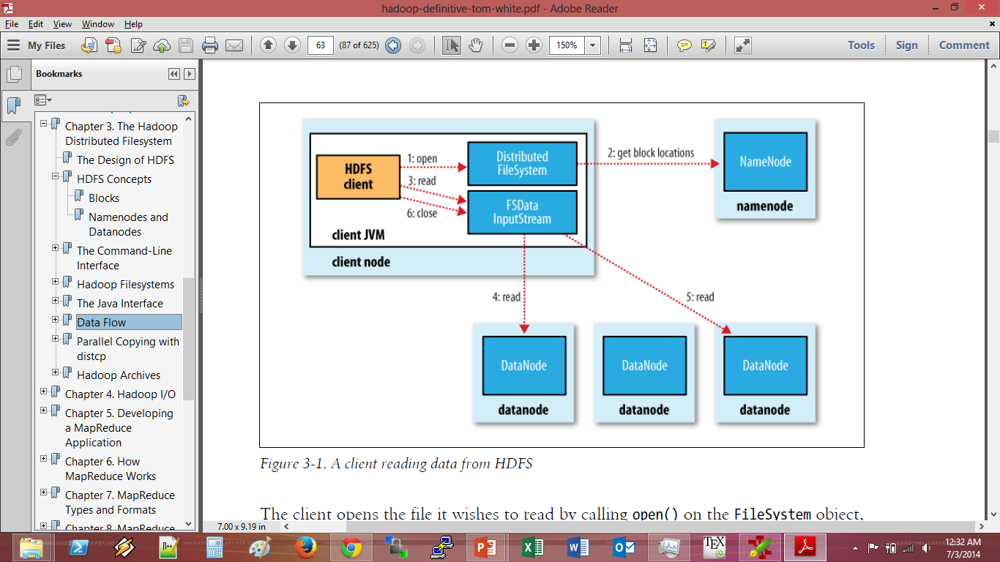 hadoop-definitive-tom-white.pdf - Adobe Reader
File Edit View Window Help
My Files
63 (87 of 625)
150%
Tools Sign Comment
Bookmarks
Chapter 3. The Hadoop
Distributed Filesystem
The Design of HDFS
HDFS Concepts
Blocks
Namenodes and
Datanodes
The Command-Line
Interface
Hadoop Filesystems
The Java Interface
Data Flow
Parallel Copying with
distcp
Hadoop Archives
Chapter 4. Hadoop I/O
Chapter 5. Developing
a MapReduce
Application
Chapter 6. How
MapReduce Works
Chapter 7. MapReduce
Types and Formats
Chapter 8. MapReduce
HDFS
client
1: open
3: read
6: close
Distributed
FileSystem
FSData
InputStream
client JVM
client node
2: get block locations
NameNode
namenode
4: read
5: read
DataNode
datanode
DataNode
datanode
DataNode
datanode
Figure 3-1. A client reading data from HDFS
The client opens the file it wishes to read by calling open() on the FileSystem object,
7.00 x 9.19 in
12:32 AM
7/3/2014